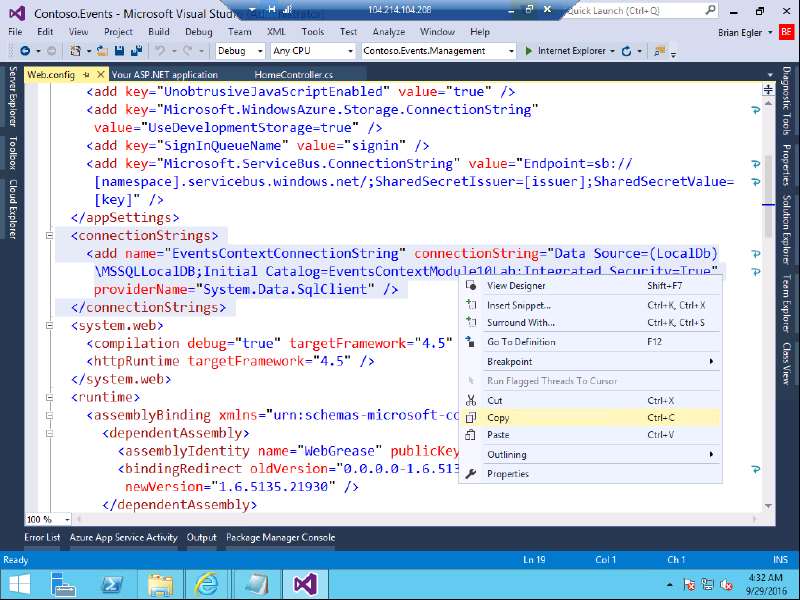 Contoso.Events - Microsoft Visual Stu
104.214.104.208
Quick Launch (Ctrl+Q)
File Edit View Project Build Debug Team XML Tools Test Analyze Window Help
Brian Egler
BE
Debug Any CPU Contoso.Events.Management Internet Explorer
Web.config Your ASP.NET application HomeController.cs
Server Explorer
Toolbox
Cloud Explorer
<add key="UnobtrusiveJavaScriptEnabled" value="true" />
<add key="Microsoft.WindowsAzure.Storage.ConnectionString"
value="UseDevelopmentStorage=true" />
<add key="SignInQueueName" value="signin" />
<add key="Microsoft.ServiceBus.ConnectionString" value="Endpoint=sb://
[namespace].servicebus.windows.net/;SharedSecretIssuer=[issuer];SharedSecretValue=
[key]" />
</appSettings>
<connectionStrings>
<add name="EventsContextConnectionString" connectionString="Data Source=(LocalDb)
\MSSQLLocalDB;Initial Catalog=EventsContextModule10Lab;Integrated Security=True"
providerName="System.Data.SqlClient" />
</connectionStrings>
<system.web>
<compilation debug="true" targetFramework="4.5"
<httpRuntime targetFramework="4.5" />
</system.web>
<runtime>
<assemblyBinding xmlns="urn:schemas-microsoft-co
<dependentAssembly>
<assemblyIdentity name="WebGrease" publicKey
<bindingRedirect oldVersion="0.0.0.0-1.6.513
newVersion="1.6.5135.21930" />
</dependentAssembly>
View Designer Shift+F7
Insert Snippet... Ctrl+K, Ctrl+X
Surround With... Ctrl+K, Ctrl+S
Go To Definition F12
Breakpoint
Run Flagged Threads To Cursor
Cut Ctrl+X
Copy Ctrl+C
Paste Ctrl+V
Outlining
Properties
Diagnostic Tools
Properties
Solution Explorer
Team Explorer
Class View
100 %
Error List Azure App Service Activity Output Package Manager Console
Ready Ln 19 Col 1 Ch 1 INS
4:32 AM
9/29/2016